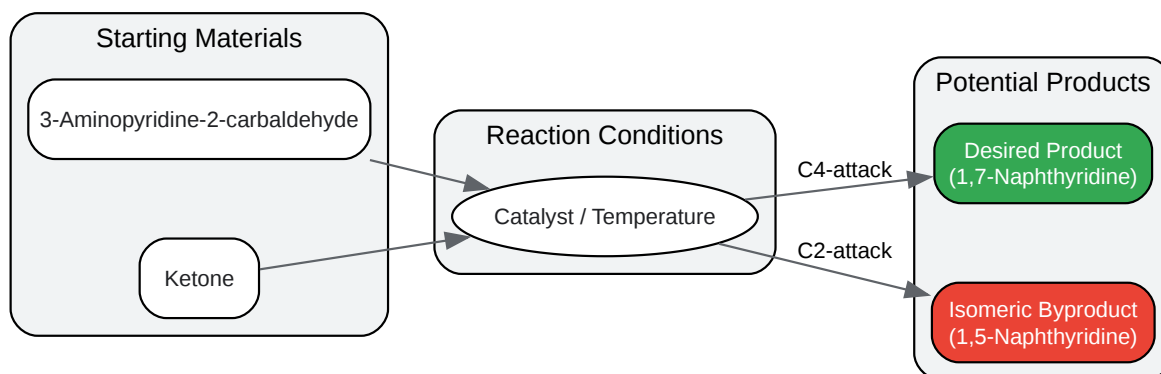 Starting Materials
3-Aminopyridine-2-carbaldehyde
Ketone
Reaction Conditions
Catalyst / Temperature
C4-attack
C2-attack
Potential Products
Desired Product
(1,7-Naphthyridine)
Isomeric Byproduct
(1,5-Naphthyridine)